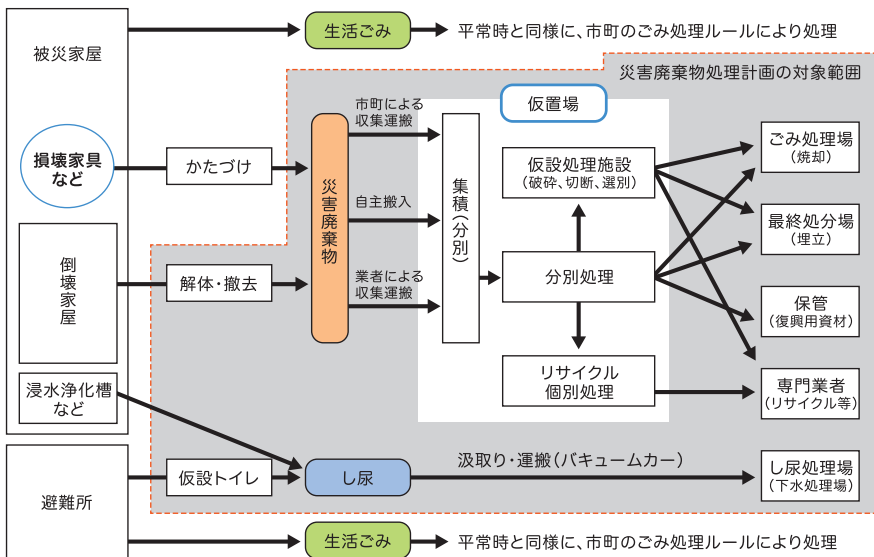 被災家屋
生活ごみ
平常時と同様に、市町のごみ処理ルールにより処理
災害廃棄物処理計画の対象範囲
仮置場
損壊家具
など
かたづけ
災害廃棄物
市町による
収集運搬
自主搬入
業者による
収集運搬
集積(分別)
仮設処理施設
(破砕、切断、選別)
分別処理
リサイクル
個別処理
ごみ処理場
(焼却)
最終処分場
(埋立)
保管
(復興用資材)
専門業者
(リサイクル等)
倒壊家屋
解体・撤去
浸水浄化槽
など
避難所
仮設トイレ
し尿
汲取り・運搬(バキュームカー)
し尿処理場
(下水処理場)
生活ごみ
平常時と同様に、市町のごみ処理ルールにより処理